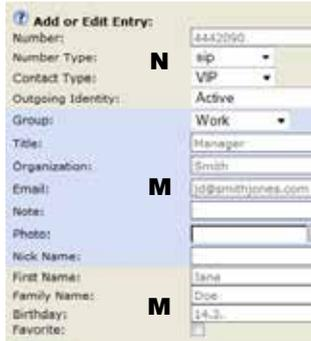 Add or Edit Entry:
Number: 4442090
Number Type: sip
N
Contact Type: VIP
Outgoing Identity: Active
Group: Work
Title: Manager
Organization: Smith
Email: jd@smithjones.com
M
Note:
Photo:
Nick Name:
First Name: Jane
Family Name: Doe
M
Birthday: 14.2.
Favorite: